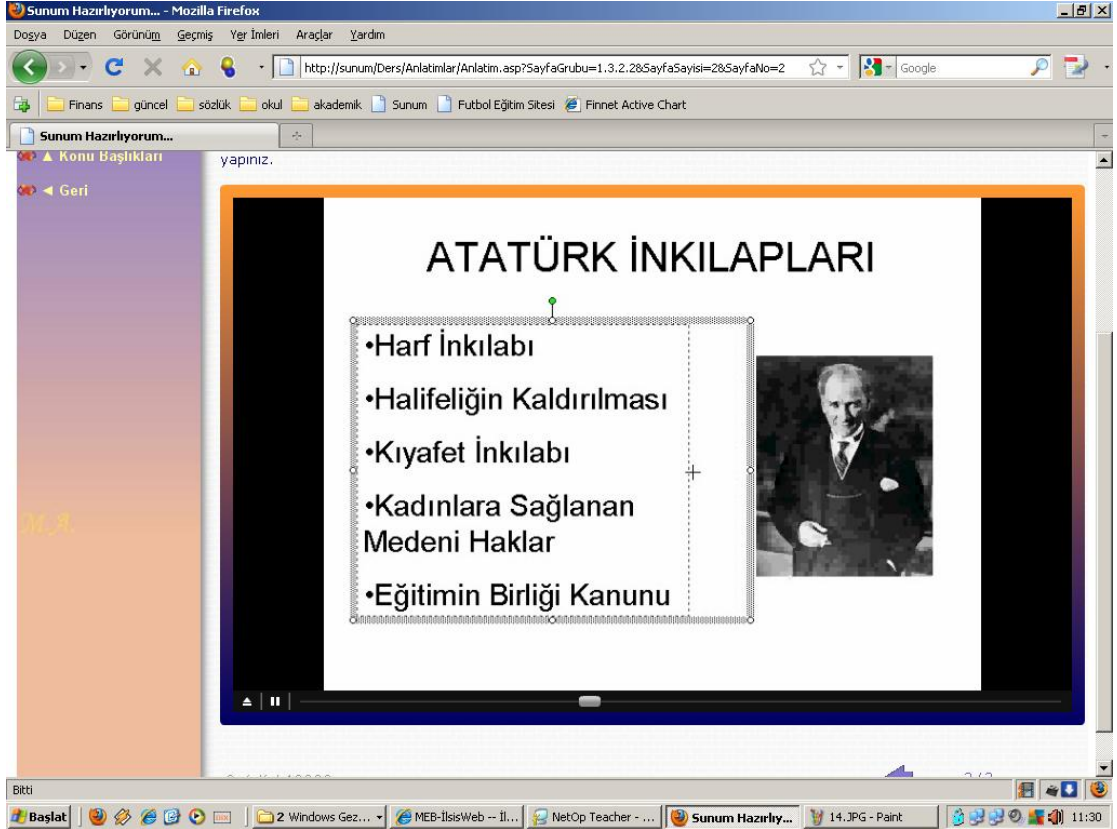 Sunum Hazırlıyorum... - Mozilla Firefox
Dosya Düzen Görünüm Geçmiş Yer İmleri Araçlar Yardım
http://sunum/Ders/Anlatimlar/Anlatim.asp?SayfaGrubu=1.3.2.2&SayfaSayisi=2&SayfaNo=2 Google
Finans güncel sözlük okul akademik Sunum Futbol Eğitim Sitesi Finnet Active Chart
Sunum Hazırlıyorum...
▲ Konu Başlıkları
yapınız.
◄ Geri
ATATÜRK İNKILAPLARI
•Harf İnkılabı
•Halifeliğin Kaldırılması
•Kıyafet İnkılabı
•Kadınlara Sağlanan
Medeni Haklar
•Eğitimin Birliği Kanunu
M.A.
Bitti
Başlat 2 Windows Gez... MEB-İlsisWeb -- İl... NetOp Teacher - ... Sunum Hazırlıy... 14.JPG - Paint 11:30